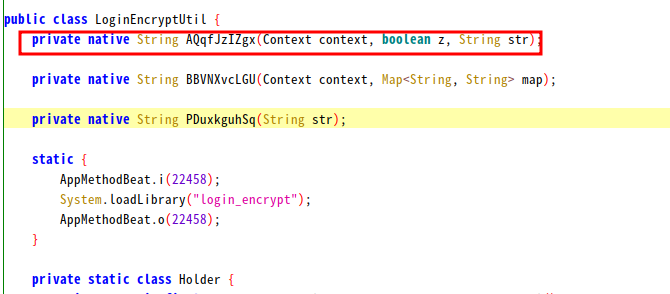 public class LoginEncryptUtil {
private native String AQqfJzIZgx(Context context, boolean z, String str);
private native String BBVNXvcLGU(Context context, Map<String, String> map);
private native String PDuxkguhSq(String str);
static {
AppMethodBeat.i(22458);
System.loadLibrary("login_encrypt");
AppMethodBeat.o(22458);
}
private static class Holder {